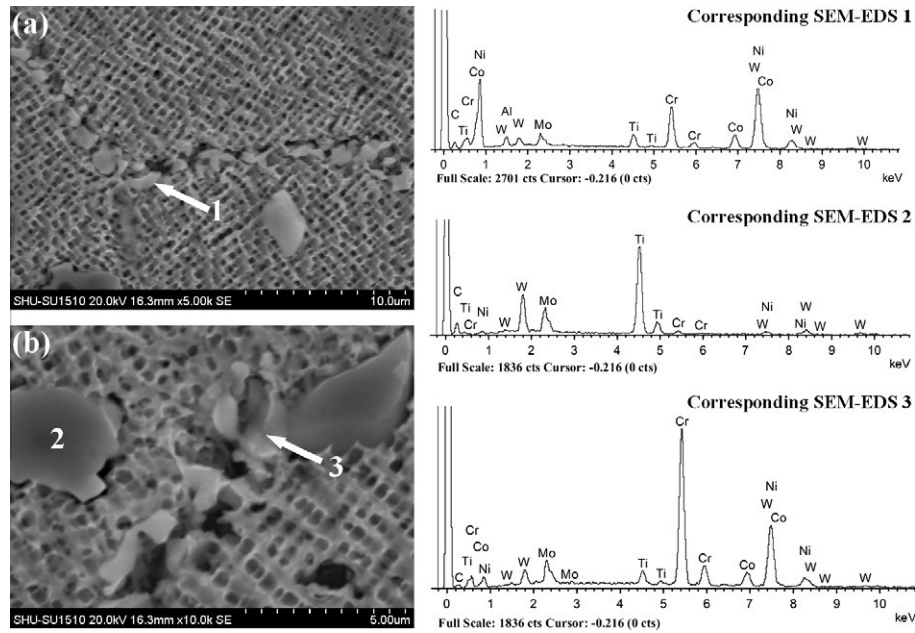 (a)
1
SHU-SU1510 20.0kV 16.3mm x5.00k SE
10.0um
(b)
2
3
SHU-SU1510 20.0kV 16.3mm x10.0k SE
5.00um
Corresponding SEM-EDS 1
C
Cr
Ti
Ni
Co
W
Al
W
Mo
Ti
Ti
Cr
Cr
Co
Ni
W
Co
Ni
W
W
W
0 1 2 3 4 5 6 7 8 9 10
keV
Full Scale: 2701 cts Cursor: -0.216 (0 cts)
Corresponding SEM-EDS 2
C
Ti
Cr
Ni
W
W
Mo
Ti
Ti
Cr
Cr
Ni
W
W
Ni
W
W
0 1 2 3 4 5 6 7 8 9 10
keV
Full Scale: 1836 cts Cursor: -0.216 (0 cts)
Corresponding SEM-EDS 3
C
Cr
Ti
Co
Ni
W
W
Mo
Mo
Ti
Ti
Cr
Cr
Co
Ni
W
Co
Ni
W
W
W
0 1 2 3 4 5 6 7 8 9 10
keV
Full Scale: 1836 cts Cursor: -0.216 (0 cts)